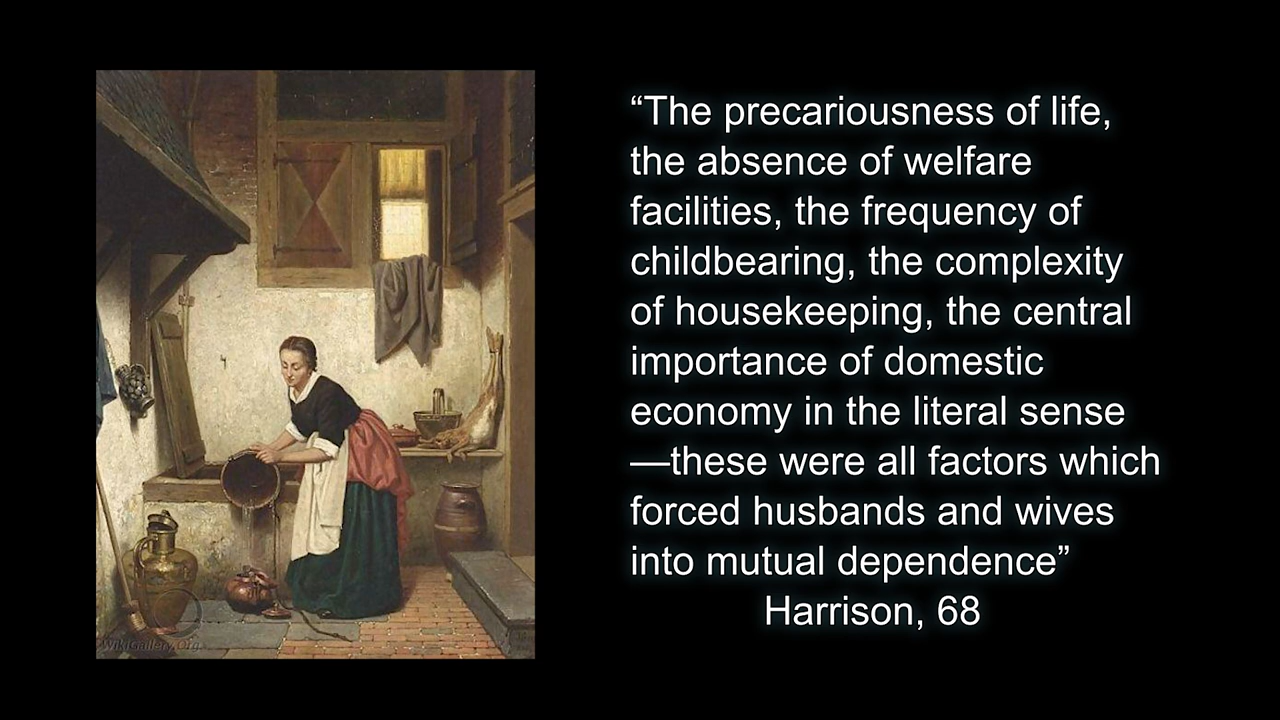 “The precariousness of life,
the absence of welfare
facilities, the frequency of
childbearing, the complexity
of housekeeping, the central
importance of domestic
economy in the literal sense
—these were all factors which
forced husbands and wives
into mutual dependence”
Harrison, 68
WikiGallery.Org